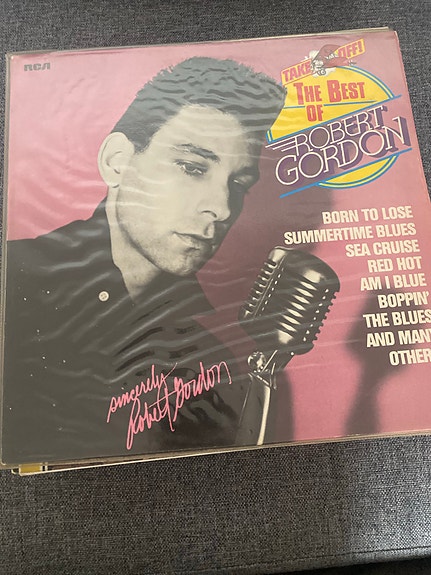 RCA
TAKE OFF!
THE BEST
OF
ROBERT
GORDON
BORN TO LOSE
SUMMERTIME BLUES
SEA CRUISE
RED HOT
AM I BLUE
BOPPIN'
THE BLUES
AND MANY
OTHER
sincerely
Robert Gordon